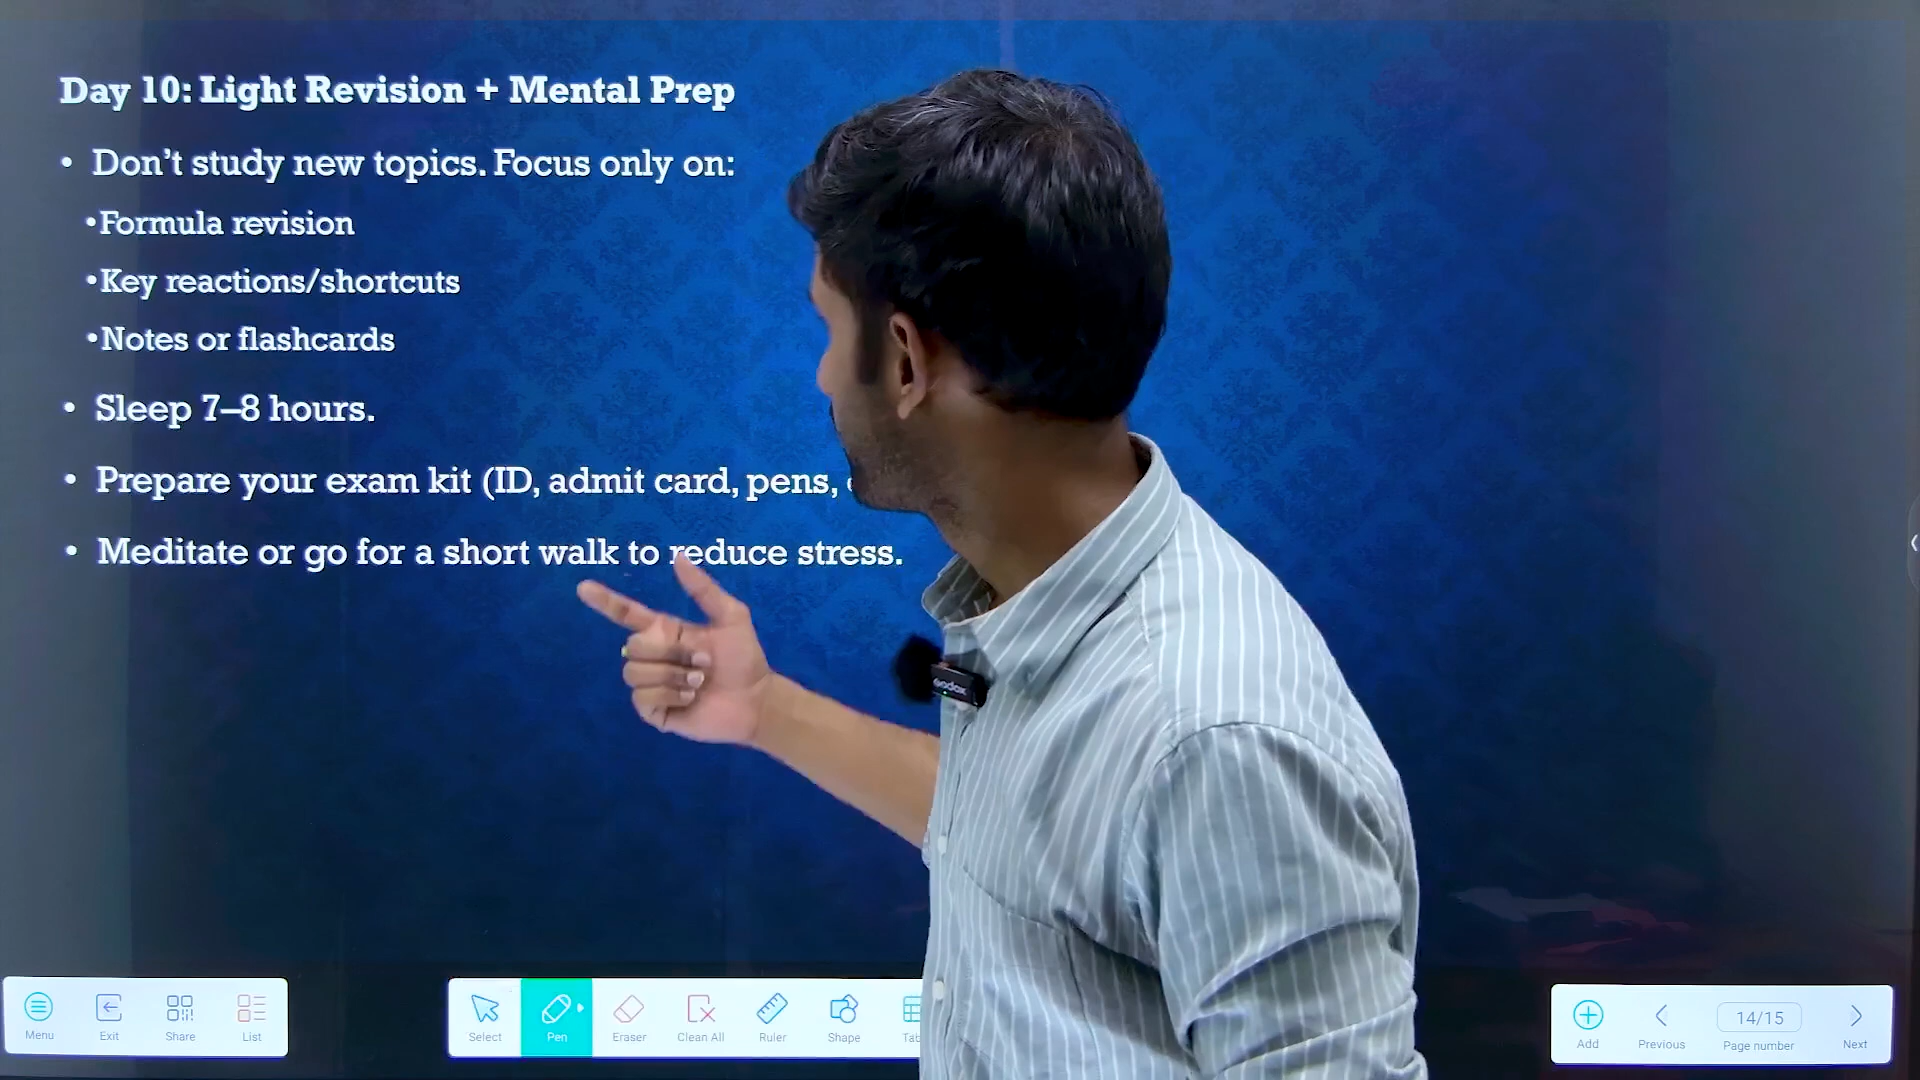 Day 10: Light Revision + Mental Prep
• Don't study new topics. Focus only on:
•Formula revision
•Key reactions/shortcuts
•Notes or flashcards
• Sleep 7–8 hours.
• Prepare your exam kit (ID, admit card, pens,
• Meditate or go for a short walk to reduce stress.
Godox
Menu Exit Share List Select Pen Eraser Clean All Ruler Shape Add Previous 14/15 Page number Next